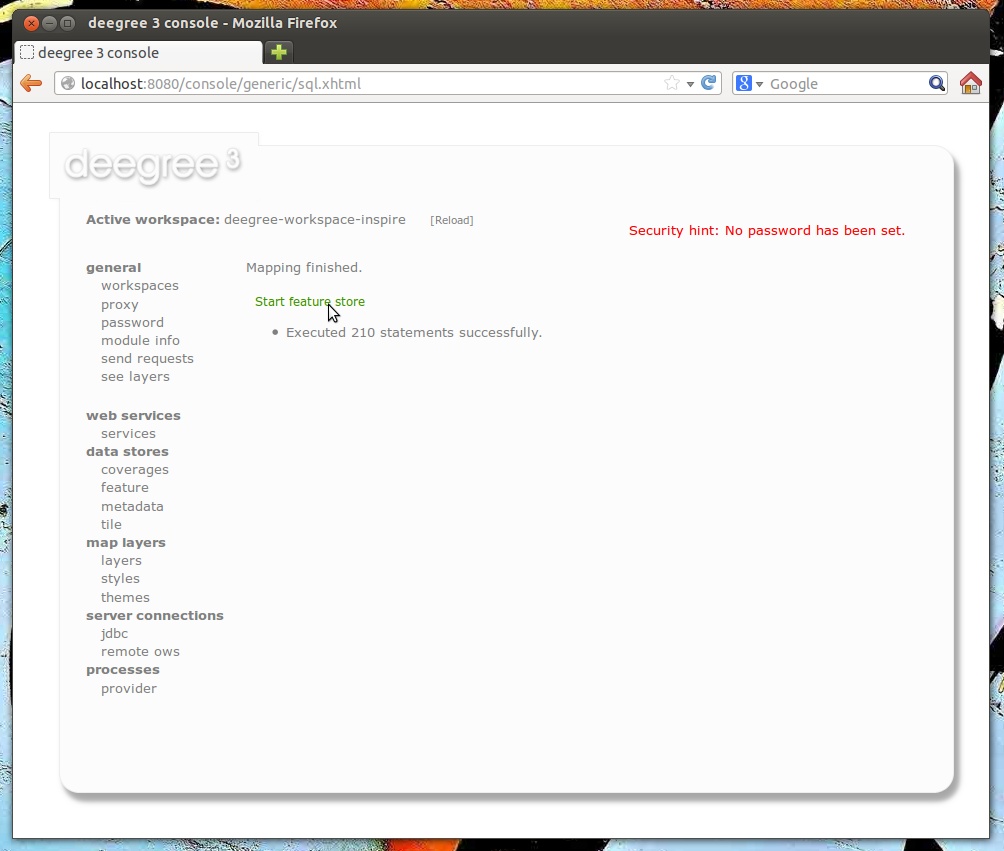 deegree 3 console - Mozilla Firefox
deegree 3 console
localhost:8080/console/generic/sql.xhtml
Google
deegree 3
Active workspace: deegree-workspace-inspire [Reload]
Security hint: No password has been set.
general
workspaces
proxy
password
module info
send requests
see layers
web services
services
data stores
coverages
feature
metadata
tile
map layers
layers
styles
themes
server connections
jdbc
remote ows
processes
provider
Mapping finished.
Start feature store
Executed 210 statements successfully.